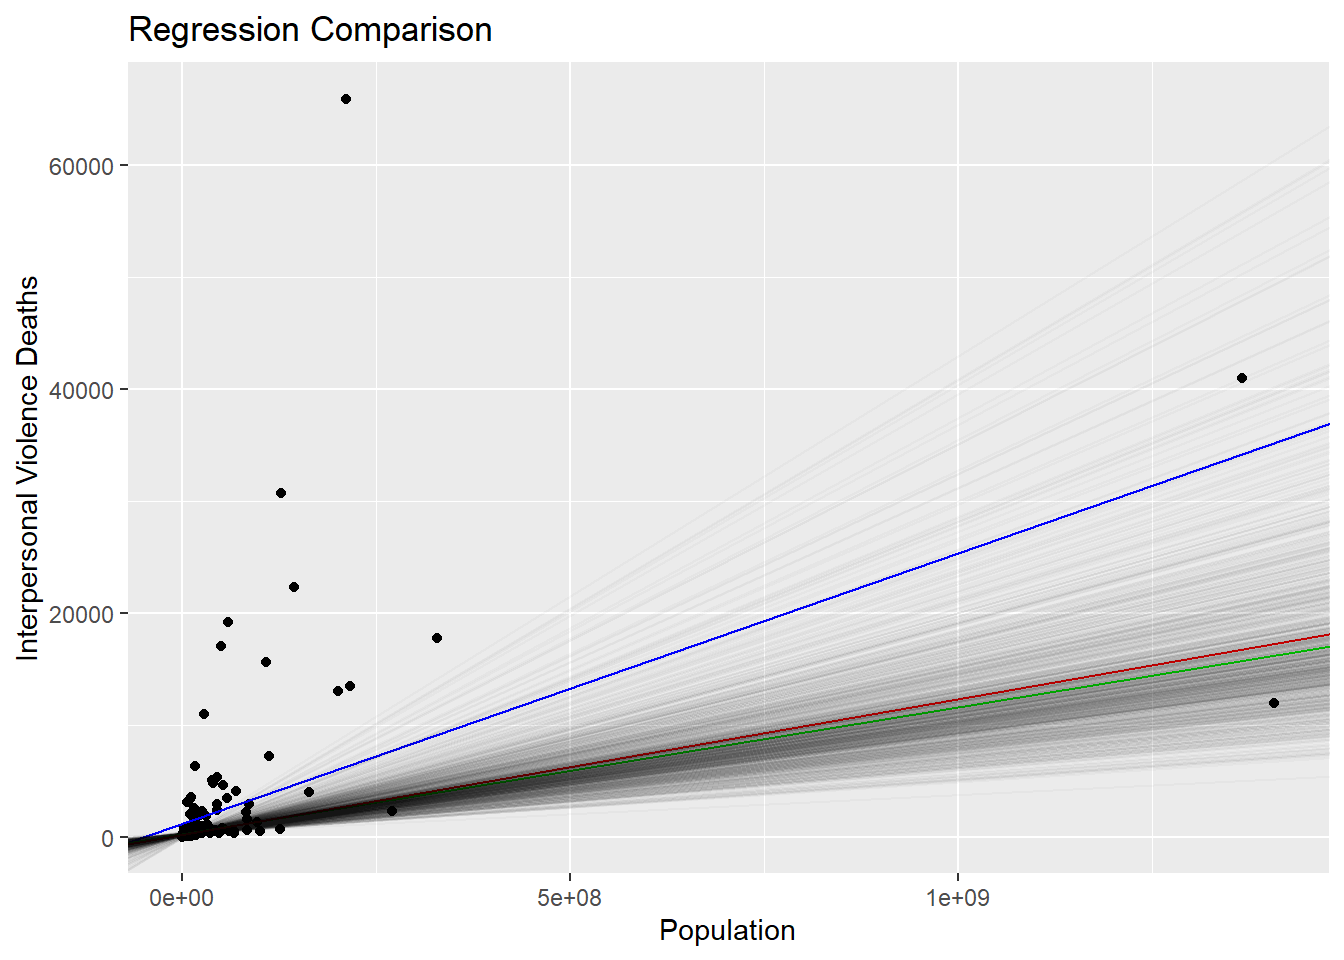 Regression Comparison
Interpersonal Violence Deaths
60000
40000
20000
0
0e+00
5e+08
1e+09
Population